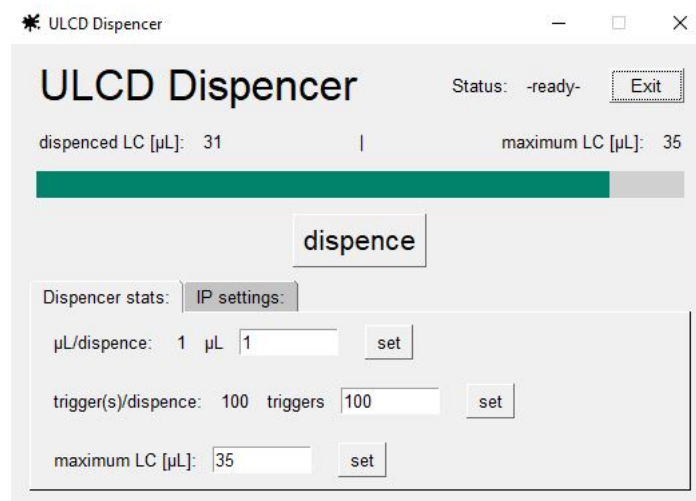 ULCD Dispencer
ULCD Dispencer Status: -ready- Exit
dispenced LC [µL]: 31 | maximum LC [µL]: 35
dispence
Dispencer stats: IP settings:
µL/dispence: 1 µL 1 set
trigger(s)/dispence: 100 triggers 100 set
maximum LC [µL]: 35 set